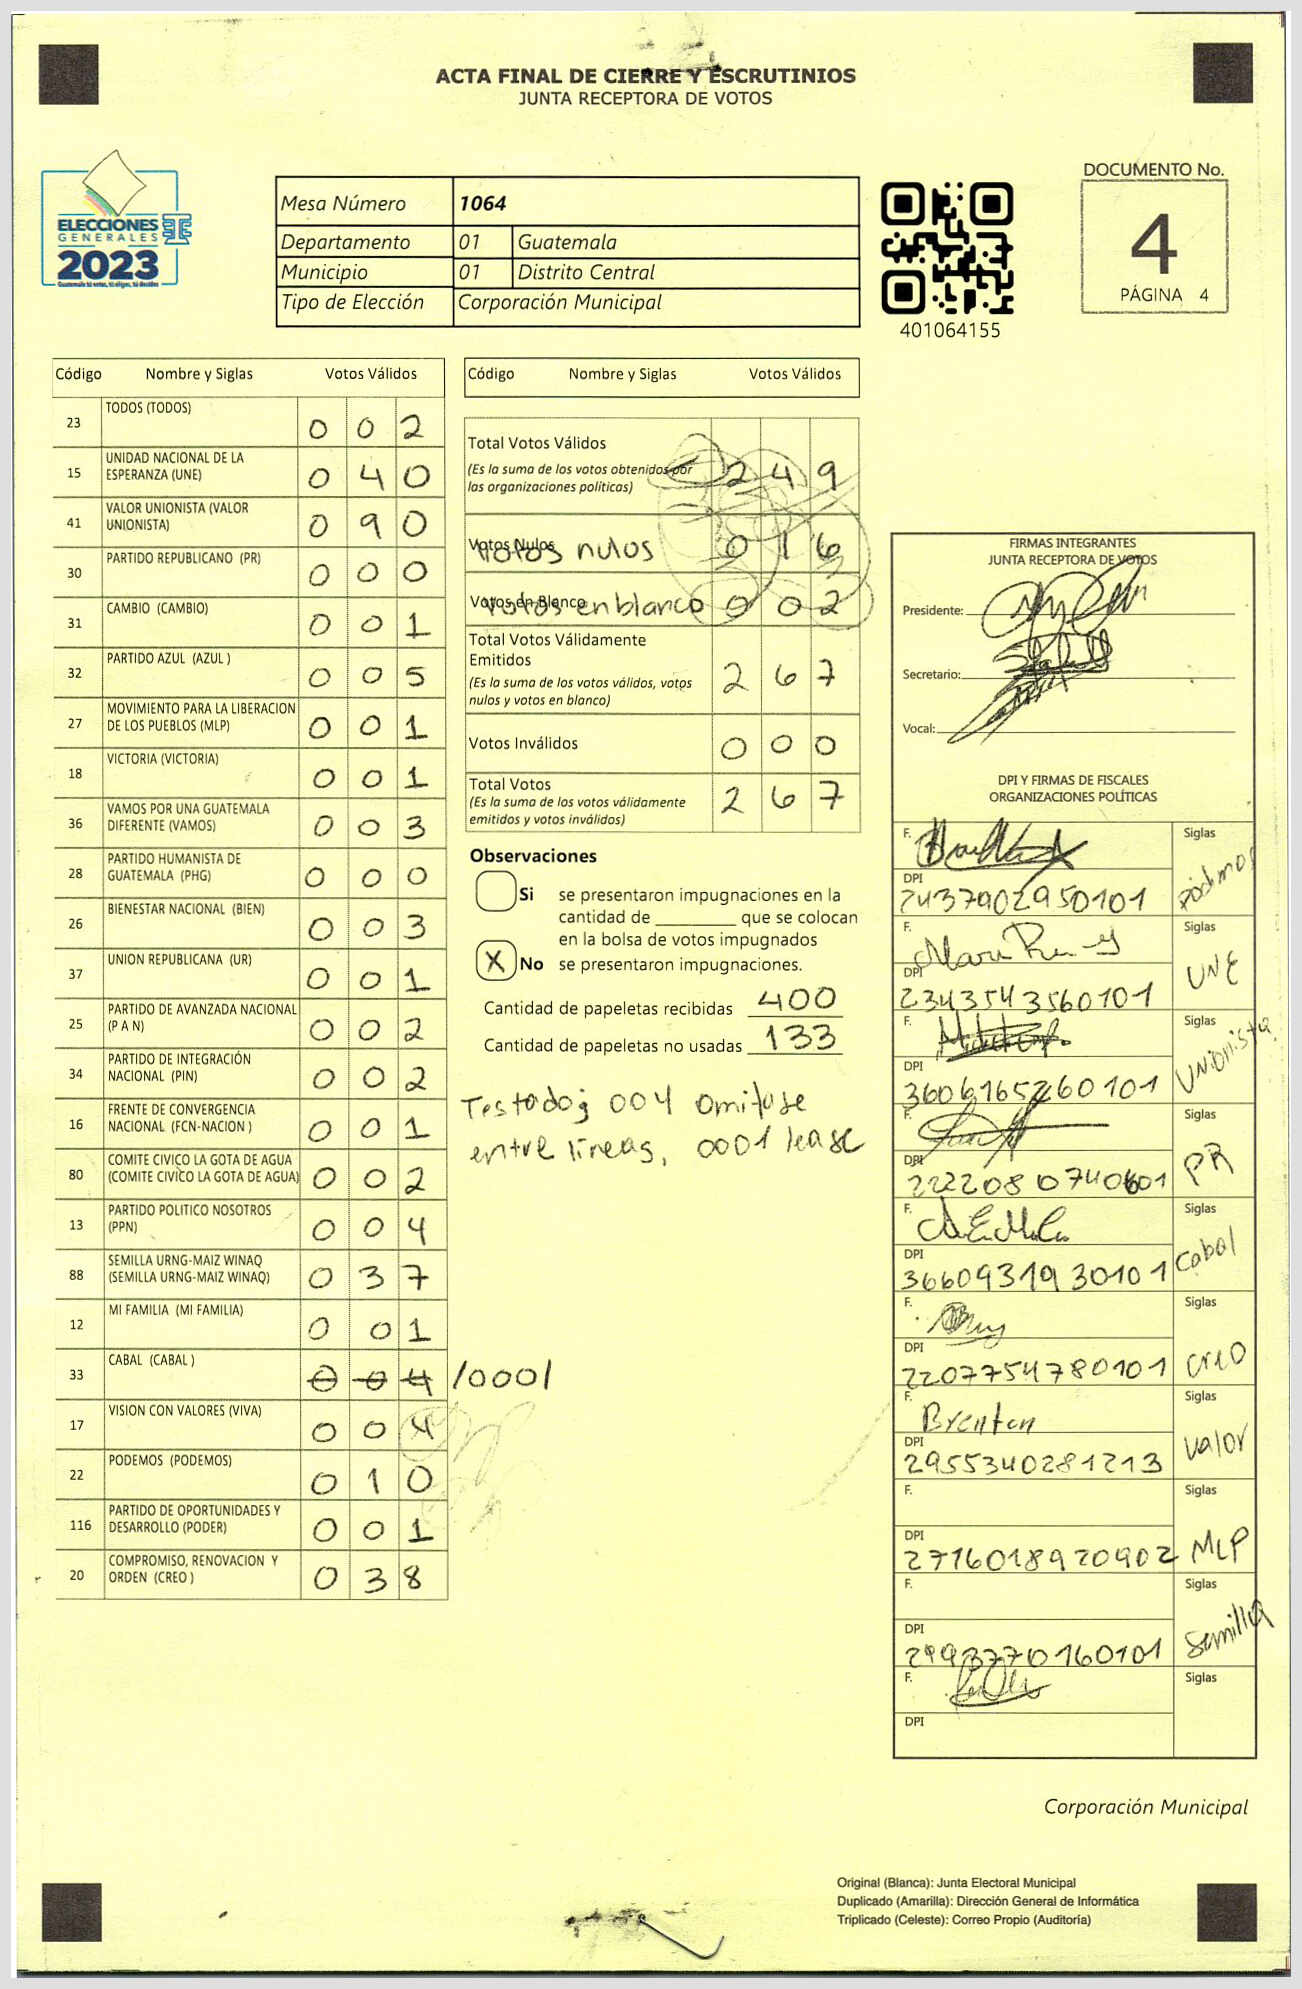 ACTA FINAL DE CIERRE Y ESCRUTINIOS
JUNTA RECEPTORA DE VOTOS
ELECCIONES
GENERALES
2023
Mesa Número 1064
Departamento 01 Guatemala
Municipio 01 Distrito Central
Tipo de Elección Corporación Municipal
401064155
DOCUMENTO No.
4
PÁGINA 4
Código Nombre y Siglas Votos Válidos
23 TODOS (TODOS) 0 0 2
15 UNIDAD NACIONAL DE LA
ESPERANZA (UNE) 0 4 0
41 VALOR UNIONISTA (VALOR
UNIONISTA) 0 9 0
30 PARTIDO REPUBLICANO (PR) 0 0 0
31 CAMBIO (CAMBIO) 0 0 1
32 PARTIDO AZUL (AZUL ) 0 0 5
27 MOVIMIENTO PARA LA LIBERACION
DE LOS PUEBLOS (MLP) 0 0 1
18 VICTORIA (VICTORIA) 0 0 1
36 VAMOS POR UNA GUATEMALA
DIFERENTE (VAMOS) 0 0 3
28 PARTIDO HUMANISTA DE
GUATEMALA (PHG) 0 0 0
26 BIENESTAR NACIONAL (BIEN) 0 0 3
37 UNION REPUBLICANA (UR) 0 0 1
25 PARTIDO DE AVANZADA NACIONAL
(P A N) 0 0 2
34 PARTIDO DE INTEGRACIÓN
NACIONAL (PIN) 0 0 2
16 FRENTE DE CONVERGENCIA
NACIONAL (FCN-NACION ) 0 0 1
80 COMITE CIVICO LA GOTA DE AGUA
(COMITE CIVICO LA GOTA DE AGUA) 0 0 2
13 PARTIDO POLITICO NOSOTROS
(PPN) 0 0 4
88 SEMILLA URNG-MAIZ WINAQ
(SEMILLA URNG-MAIZ WINAQ) 0 3 7
12 MI FAMILIA (MI FAMILIA) 0 0 1
33 CABAL (CABAL ) 0 0 4 /0001
17 VISION CON VALORES (VIVA) 0 0 4
22 PODEMOS (PODEMOS) 0 1 0
116 PARTIDO DE OPORTUNIDADES Y
DESARROLLO (PODER) 0 0 1
20 COMPROMISO, RENOVACION Y
ORDEN (CREO ) 0 3 8
Código Nombre y Siglas Votos Válidos
Total Votos Válidos
(Es la suma de los votos obtenidos por
las organizaciones políticas) 2 4 9
Votos Nulos
Votos nulos 0 1 6
Votos en Blanco
Votos en blanco 0 0 2
Total Votos Válidamente
Emitidos
(Es la suma de los votos válidos, votos
nulos y votos en blanco) 2 6 7
Votos Inválidos 0 0 0
Total Votos
(Es la suma de los votos válidamente
emitidos y votos inválidos) 2 6 7
Observaciones
Si se presentaron impugnaciones en la
cantidad de ________ que se colocan
en la bolsa de votos impugnados
X No se presentaron impugnaciones.
Cantidad de papeletas recibidas 400
Cantidad de papeletas no usadas 133
Testado; 004 Omitase
entre líneas, 0001 lease
FIRMAS INTEGRANTES
JUNTA RECEPTORA DE VOTOS
Presidente:
Secretario:
Vocal:
DPI Y FIRMAS DE FISCALES
ORGANIZACIONES POLÍTICAS
F. Siglas
DPI podimos
2437902950101
F. Siglas
DPI UNE
2343543560101
F. Siglas
DPI Unionista
3606165260101
F. Siglas
DPI PR
F. Siglas
DPI Cabal
3660931930101
F. Siglas
DPI creo
2207754780101
F. Brenton Siglas
DPI valor
2955340281213
F. Siglas
DPI MLP
2716018920902
F. Siglas
DPI Semilla
2993770160101
F. Siglas
DPI
Corporación Municipal
Original (Blanca): Junta Electoral Municipal
Duplicado (Amarilla): Dirección General de Informática
Triplicado (Celeste): Correo Propio (Auditoría)